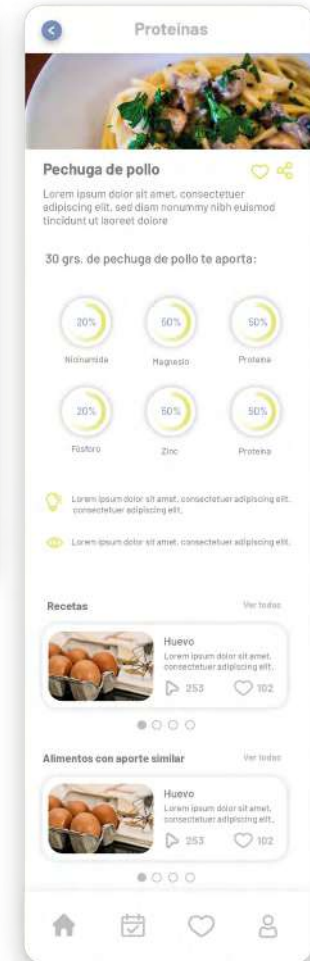 Proteínas
Pechuga de pollo
Lorem ipsum dolor sit amet, consectetuer
adipiscing elit, sed diam nonummy nibh euismod
tincidunt ut laoreet dolore
30 grs. de pechuga de pollo te aporta:
20% 50% 50%
Nicinamida Magnesio Proteína
20% 50% 50%
Fósforo Zinc Proteína
Lorem ipsum dolor sit amet, consectetuer adipiscing elit,
consectetuer adipiscing elit,
Lorem ipsum dolor sit amet, consectetuer adipiscing elit,
Recetas Ver todas
Huevo
Lorem ipsum dolor sit amet,
consectetuer adipiscing elit,
253 102
Alimentos con aporte similar Ver todas
Huevo
Lorem ipsum dolor sit amet,
consectetuer adipiscing elit,
253 102